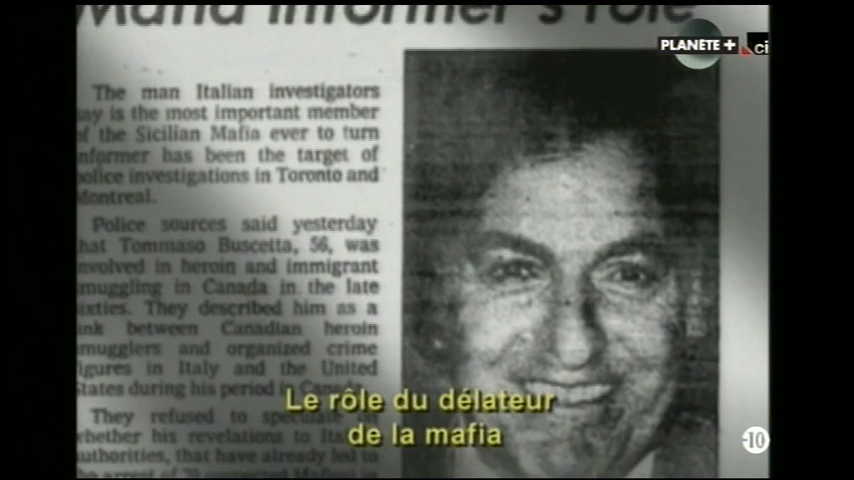 Mafia informer's role
PLANÈTE +
ci
The man Italian investigators
say is the most important member
of the Sicilian Mafia ever to turn
informer has been the target of
police investigations in Toronto and
Montreal.
Police sources said yesterday
that Tommaso Buscetta, 56, was
involved in heroin and immigrant
smuggling in Canada in the late
sixties. They described him as a
link between Canadian heroin
smugglers and organized crime
figures in Italy and the United
States during his period in Canada.
They refused to speculate
whether his revelations to
authorities, that have already led to
Le rôle du délateur
de la mafia
-10